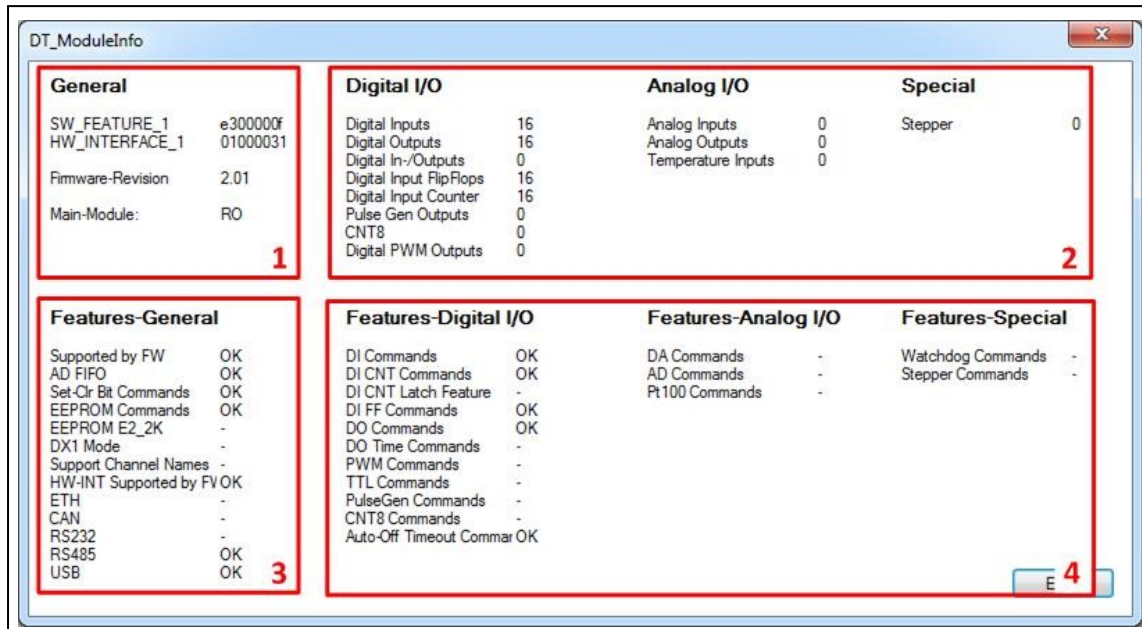 DT_ModuleInfo
General
SW_FEATURE_1 e300000f
HW_INTERFACE_1 01000031
Firmware-Revision 2.01
Main-Module: RO
1
Digital I/O
Digital Inputs 16
Digital Outputs 16
Digital In-/Outputs 0
Digital Input FlipFlops 16
Digital Input Counter 16
Pulse Gen Outputs 0
CNT8 0
Digital PWM Outputs 0
Analog I/O
Analog Inputs 0
Analog Outputs 0
Temperature Inputs 0
Special
Stepper 0
2
Features-General
Supported by FW OK
AD FIFO OK
Set-Clr Bit Commands OK
EEPROM Commands OK
EEPROM E2_2K -
DX1 Mode -
Support Channel Names -
HW-INT Supported by FW OK
ETH -
CAN -
RS232 -
RS485 OK
USB OK
3
Features-Digital I/O
DI Commands OK
DI CNT Commands OK
DI CNT Latch Feature -
DI FF Commands OK
DO Commands OK
DO Time Commands -
PWM Commands -
TTL Commands -
PulseGen Commands -
CNT8 Commands -
Auto-Off Timeout Commar OK
Features-Analog I/O
DA Commands -
AD Commands -
Pt100 Commands -
Features-Special
Watchdog Commands -
Stepper Commands -
E
4